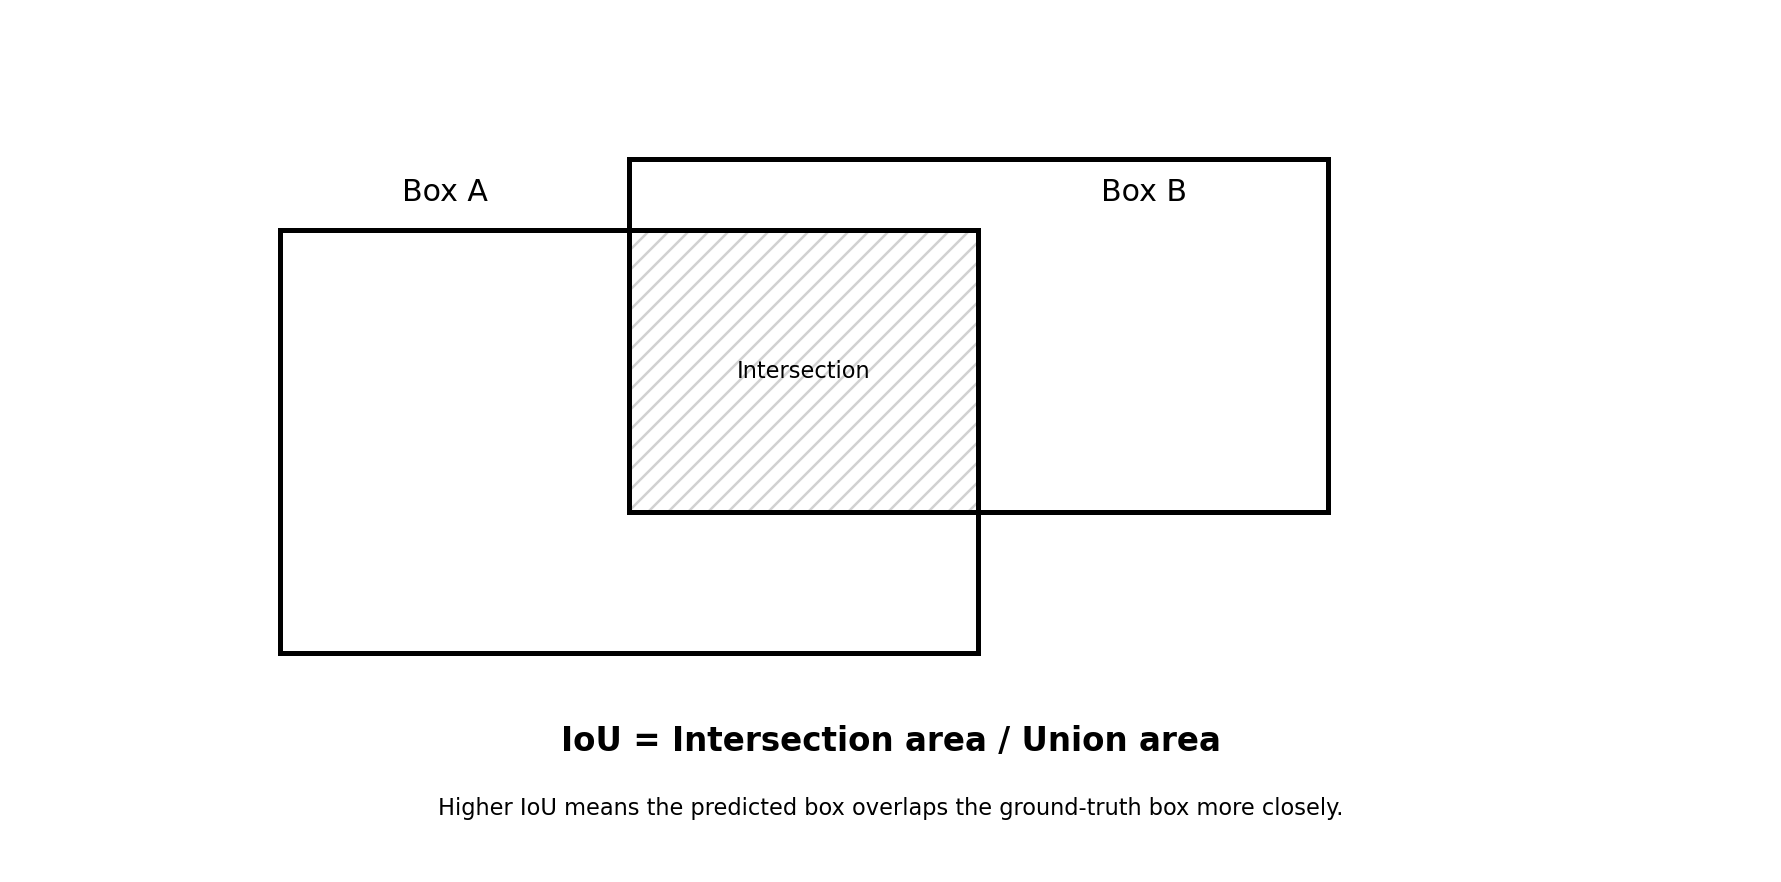 Box A
Box B
Intersection
IoU = Intersection area / Union area
Higher IoU means the predicted box overlaps the ground-truth box more closely.